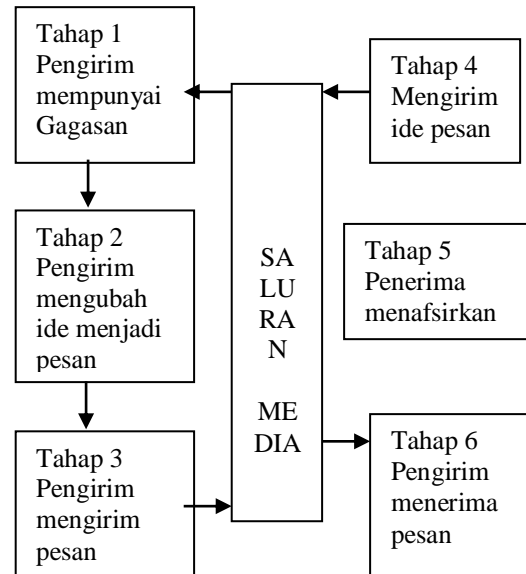 Tahap 1
Pengirim
mempunyai
Gagasan
Tahap 2
Pengirim
mengubah
ide menjadi
pesan
Tahap 3
Pengirim
mengirim
pesan
SA
LU
RA
N
ME
DIA
Tahap 4
Mengirim
ide pesan
Tahap 5
Penerima
menafsirkan
Tahap 6
Pengirim
menerima
pesan